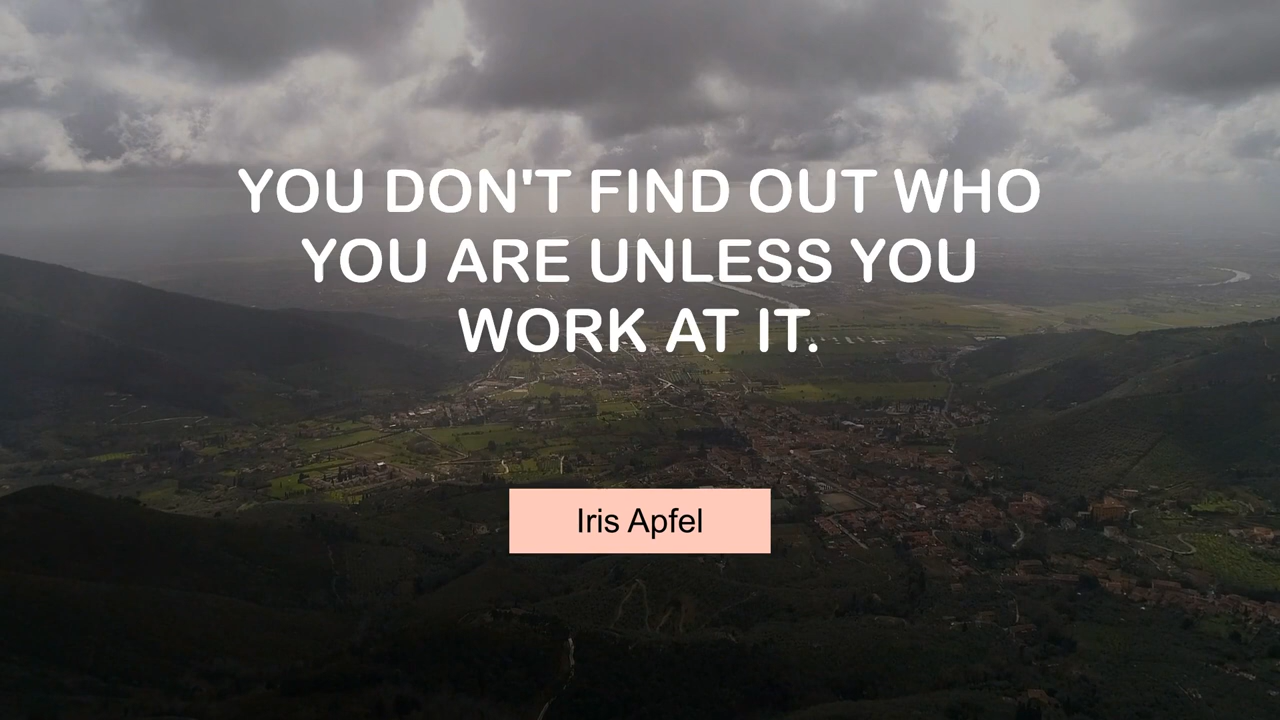 YOU DON'T FIND OUT WHO
YOU ARE UNLESS YOU
WORK AT IT.
Iris Apfel